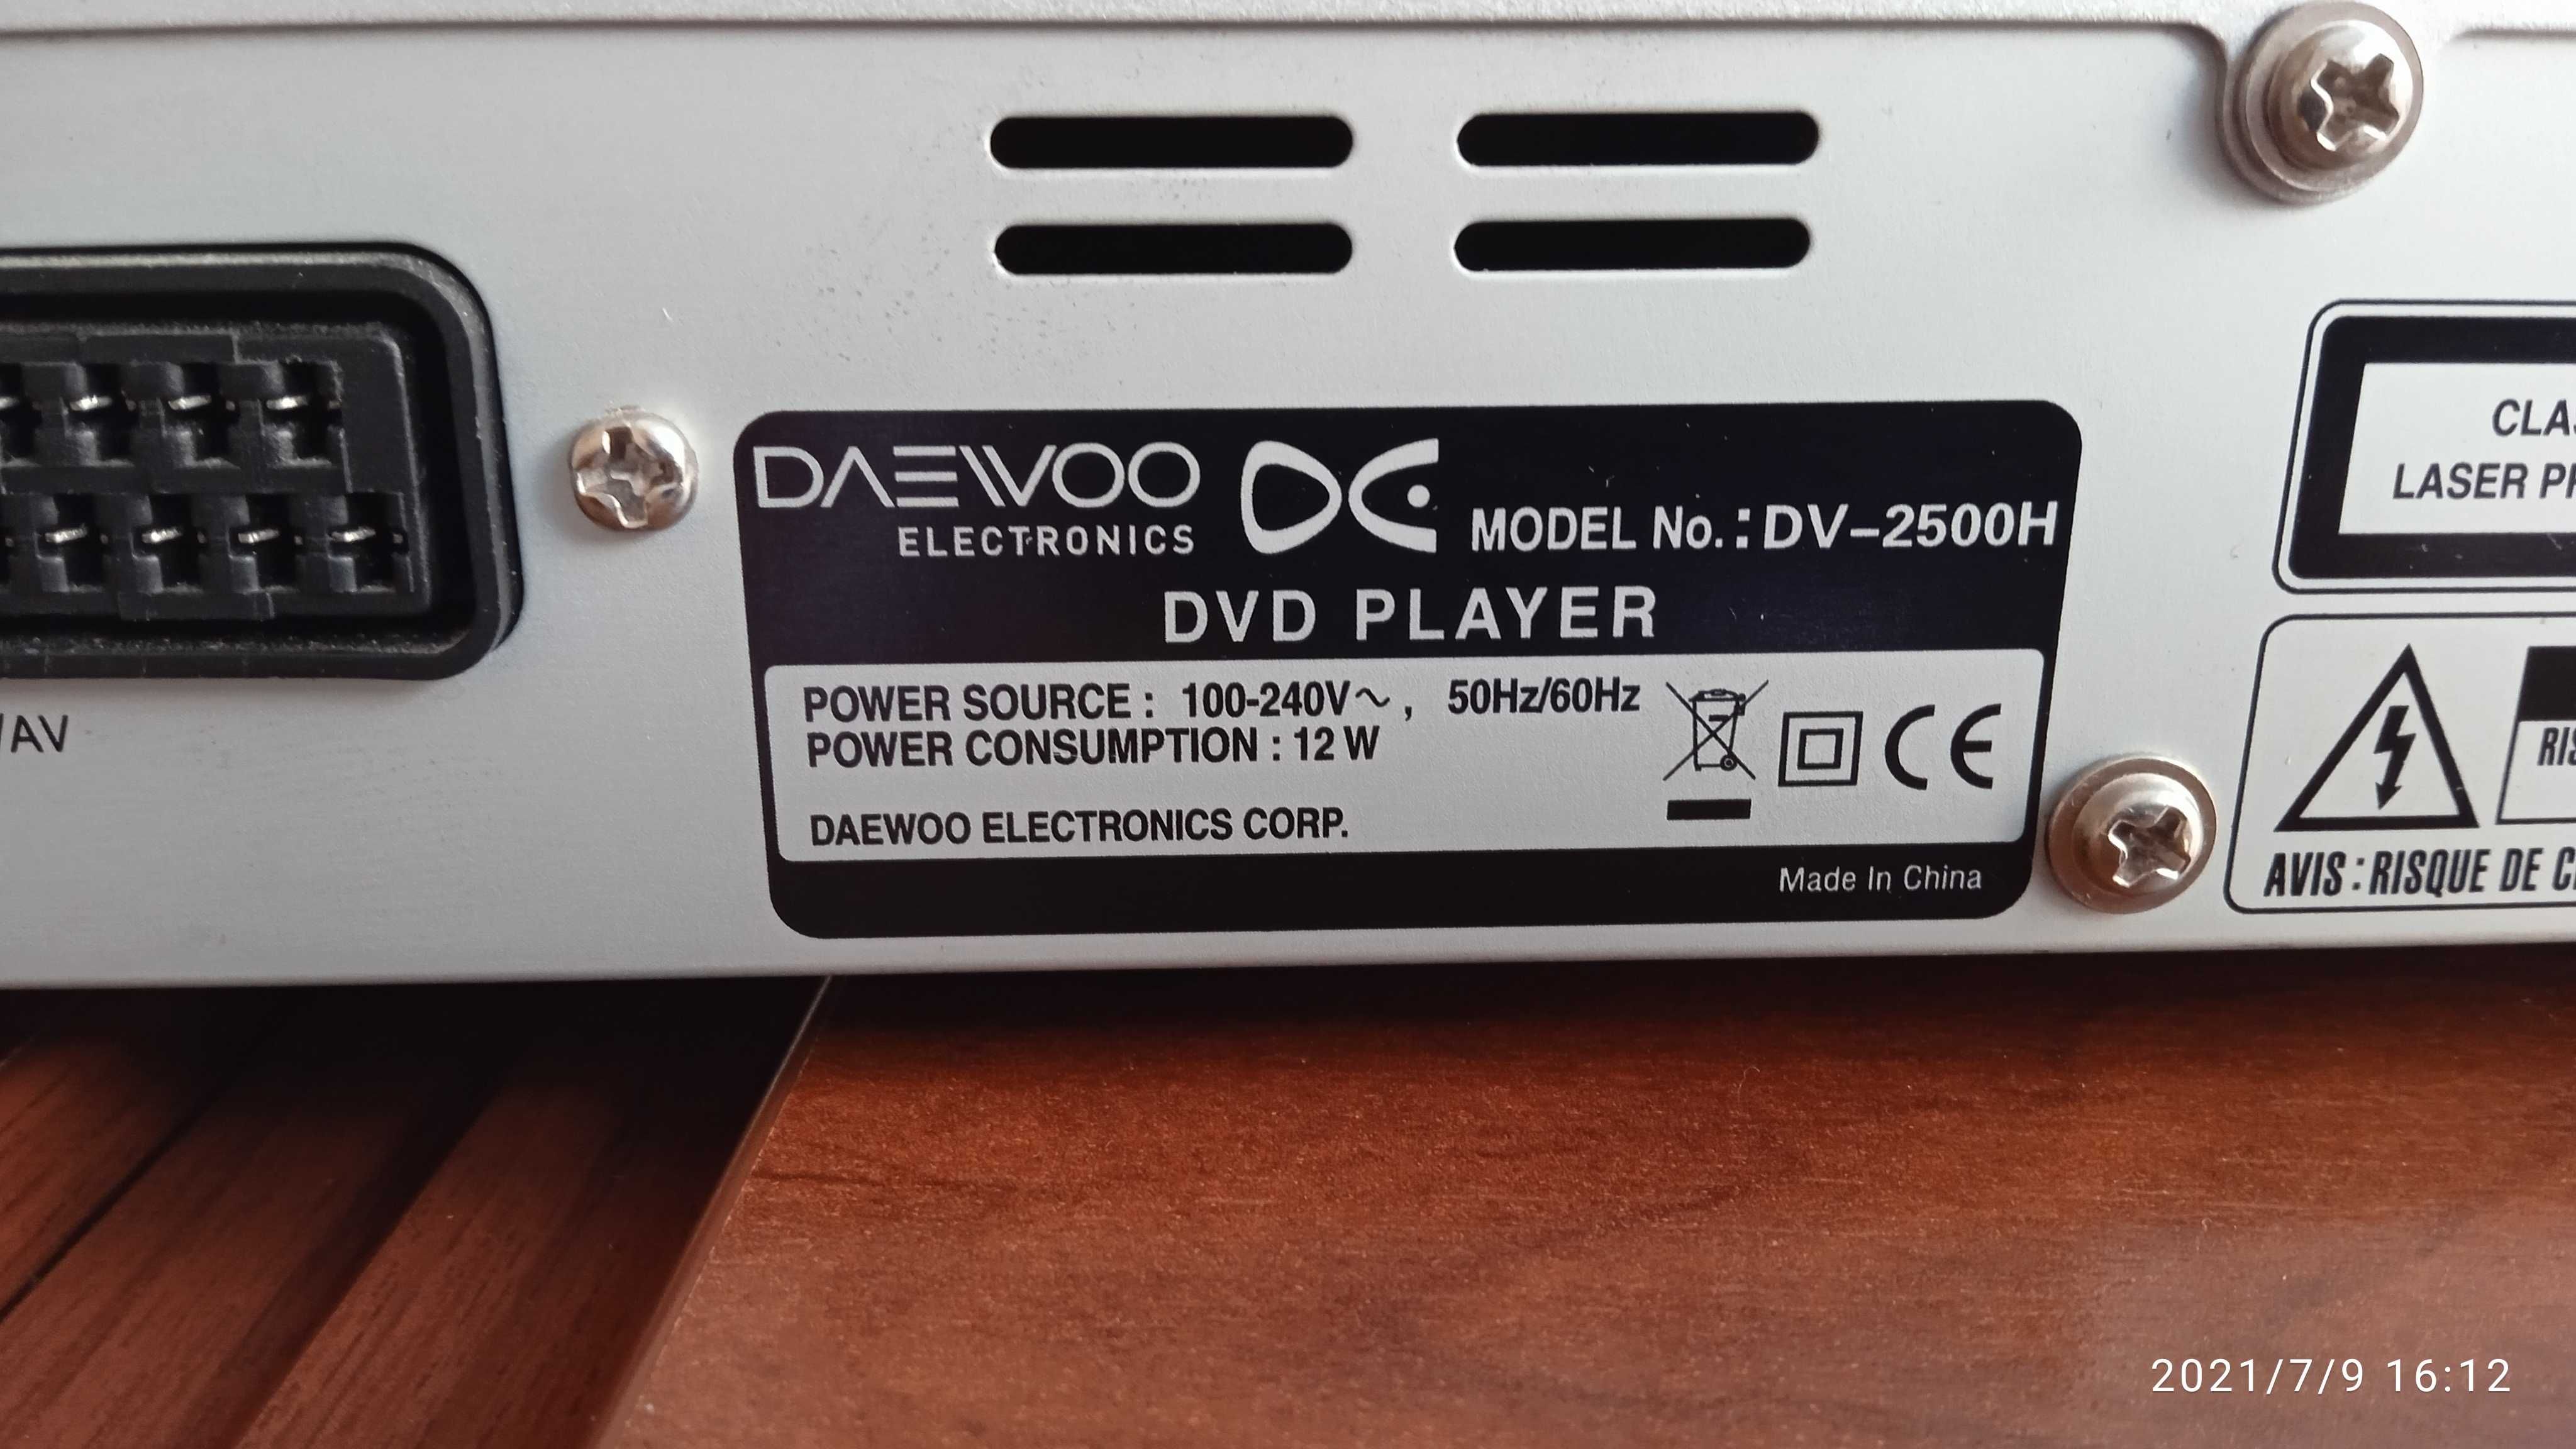 DAEWOO
ELECTRONICS
MODEL No.: DV-2500H
DVD PLAYER
POWER SOURCE : 100-240V~ , 50Hz/60Hz
POWER CONSUMPTION : 12 W
DAEWOO ELECTRONICS CORP.
CE
Made In China
/AV
LASER
AVIS : RISQUE DE
2021/7/9 16:12